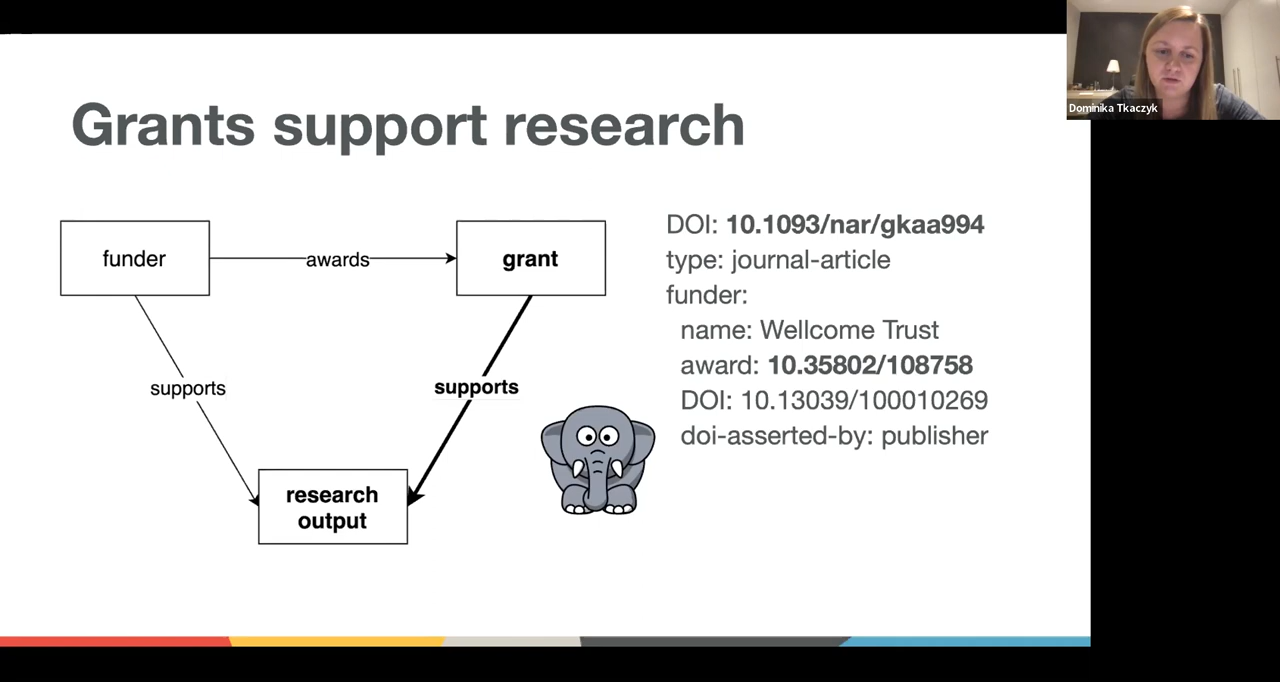 Grants support research
funder
awards
grant
supports
supports
research
output
DOI: 10.1093/nar/gkaa994
type: journal-article
funder:
name: Wellcome Trust
award: 10.35802/108758
DOI: 10.13039/100010269
doi-asserted-by: publisher
Dominika Tkaczyk